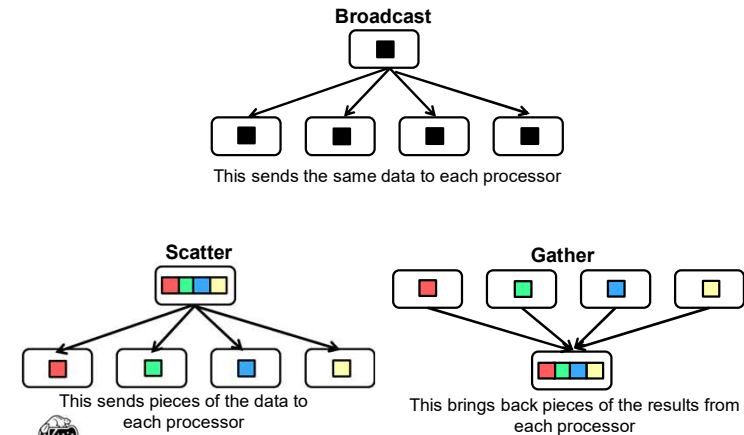 Broadcast
This sends the same data to each processor
Scatter
This sends pieces of the data to
each processor
Gather
This brings back pieces of the results from
each processor